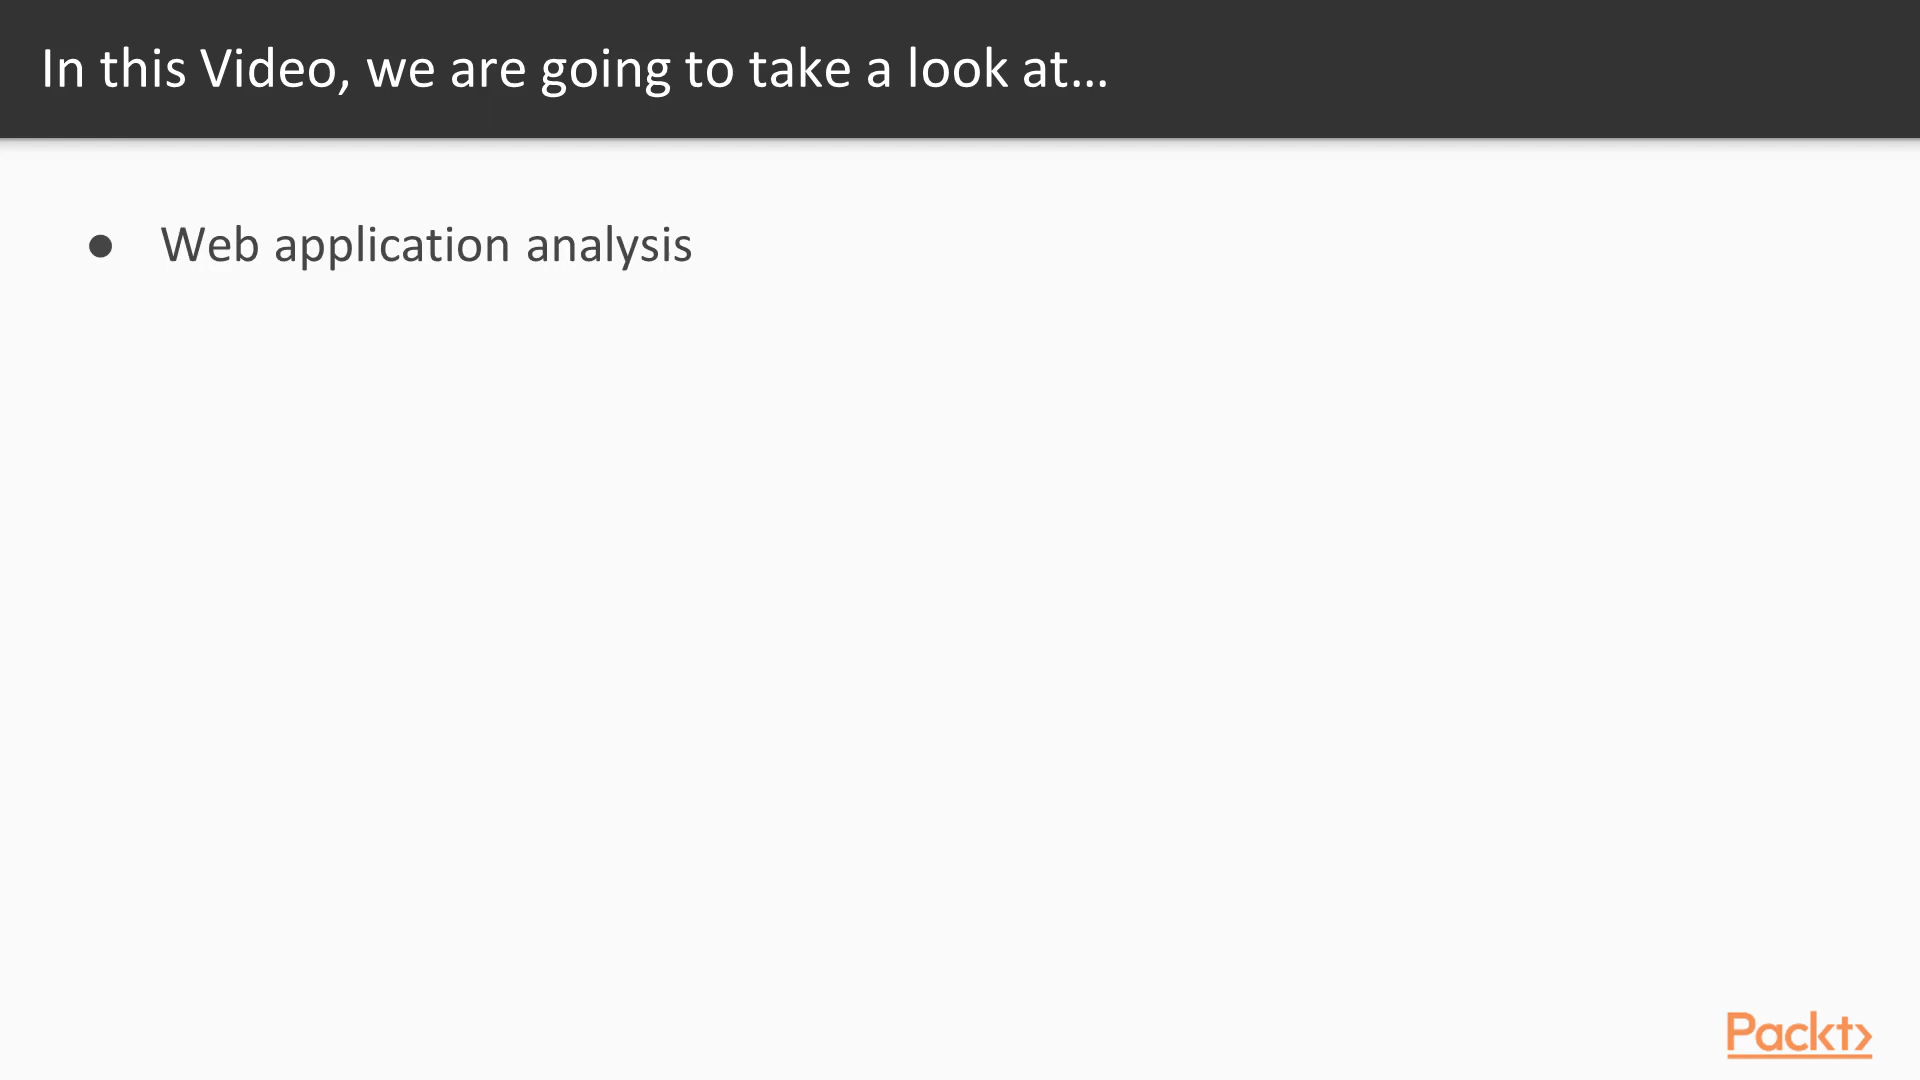 In this Video, we are going to take a look at...
● Web application analysis
Packt>